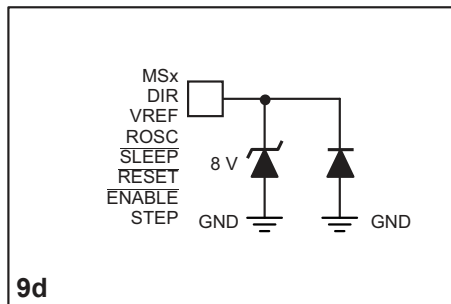 MSx
DIR
VREF
ROSC
SLEEP
RESET
ENABLE
STEP
8 V
GND
GND
9d